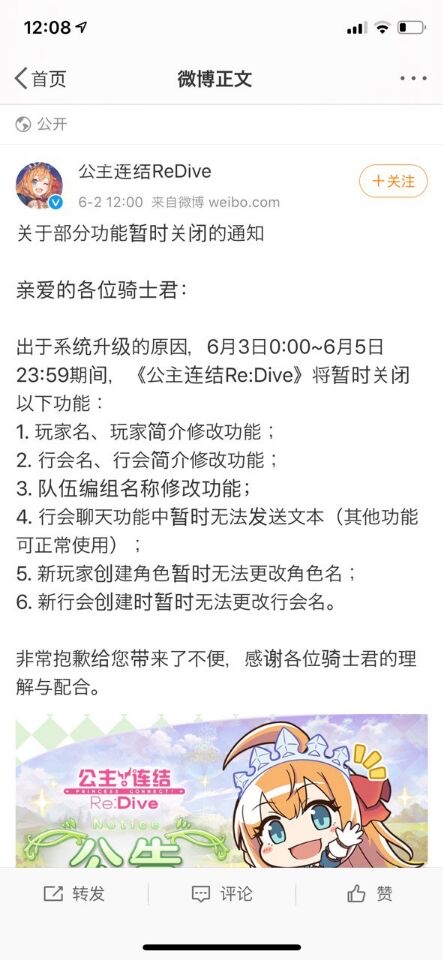 12:08
首页
微博正文
公开
公主连结ReDive
6-2 12:00 来自微博 weibo.com
+关注
关于部分功能暂时关闭的通知
亲爱的各位骑士君：
出于系统升级的原因，6月3日0:00~6月5日
23:59期间，《公主连结Re:Dive》将暂时关闭
以下功能：
1. 玩家名、玩家简介修改功能；
2. 行会名、行会简介修改功能；
3. 队伍编组名称修改功能；
4. 行会聊天功能中暂时无法发送文本（其他功能
可正常使用）；
5. 新玩家创建角色暂时无法更改角色名；
6. 新行会创建时暂时无法更改行会名。
非常抱歉给您带来了不便，感谢各位骑士君的理
解与配合。
公主连结
PRINCESS CONNECT!
Re:Dive
Notice
公告
转发
评论
赞